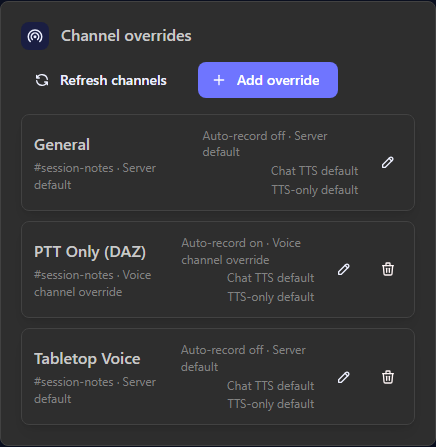 Channel overrides
Refresh channels
Add override
General
#session-notes · Server
default
Auto-record off · Server
default
Chat TTS default
TTS-only default
PTT Only (DAZ)
#session-notes · Voice
channel override
Auto-record on · Voice
channel override
Chat TTS default
TTS-only default
Tabletop Voice
#session-notes · Server
default
Auto-record off · Server
default
Chat TTS default
TTS-only default